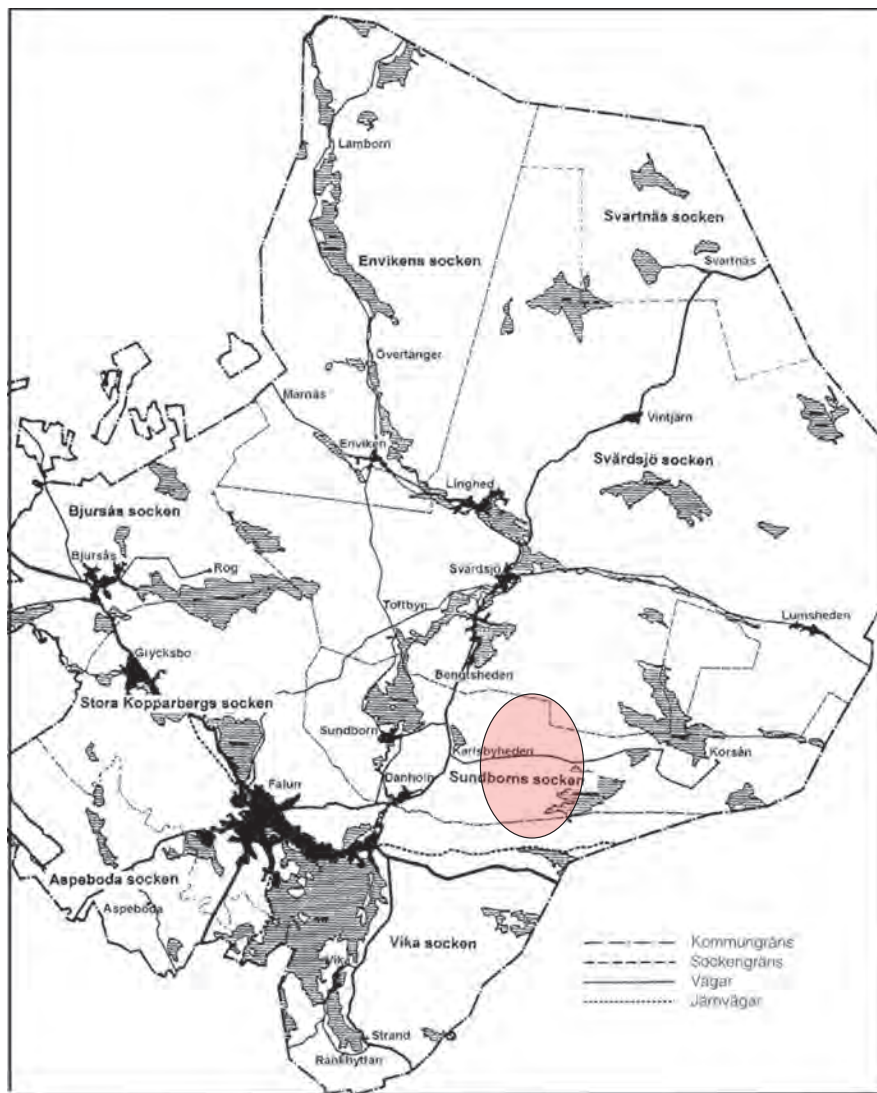 Lamborn
Svartnäs socken
Svartnäs
Envikens socken
Övertänger
Marnäs
Vintjärn
Enviken
Svärdsjö socken
Linghed
Bjursås socken
Bjursås
Rog
Svärdsjö
Toftbyn
Lumsheden
Grycksbo
Bengtsheden
Stora Kopparbergs socken
Sundborn
Karlsbyheden
Korsån
Danholn
Sundborns socken
Falun
Aspeboda socken
Aspeboda
Vika socken
Vika
Strand
Rankhyttan
Kommungräns
Sockengräns
Vägar
Järnvägar